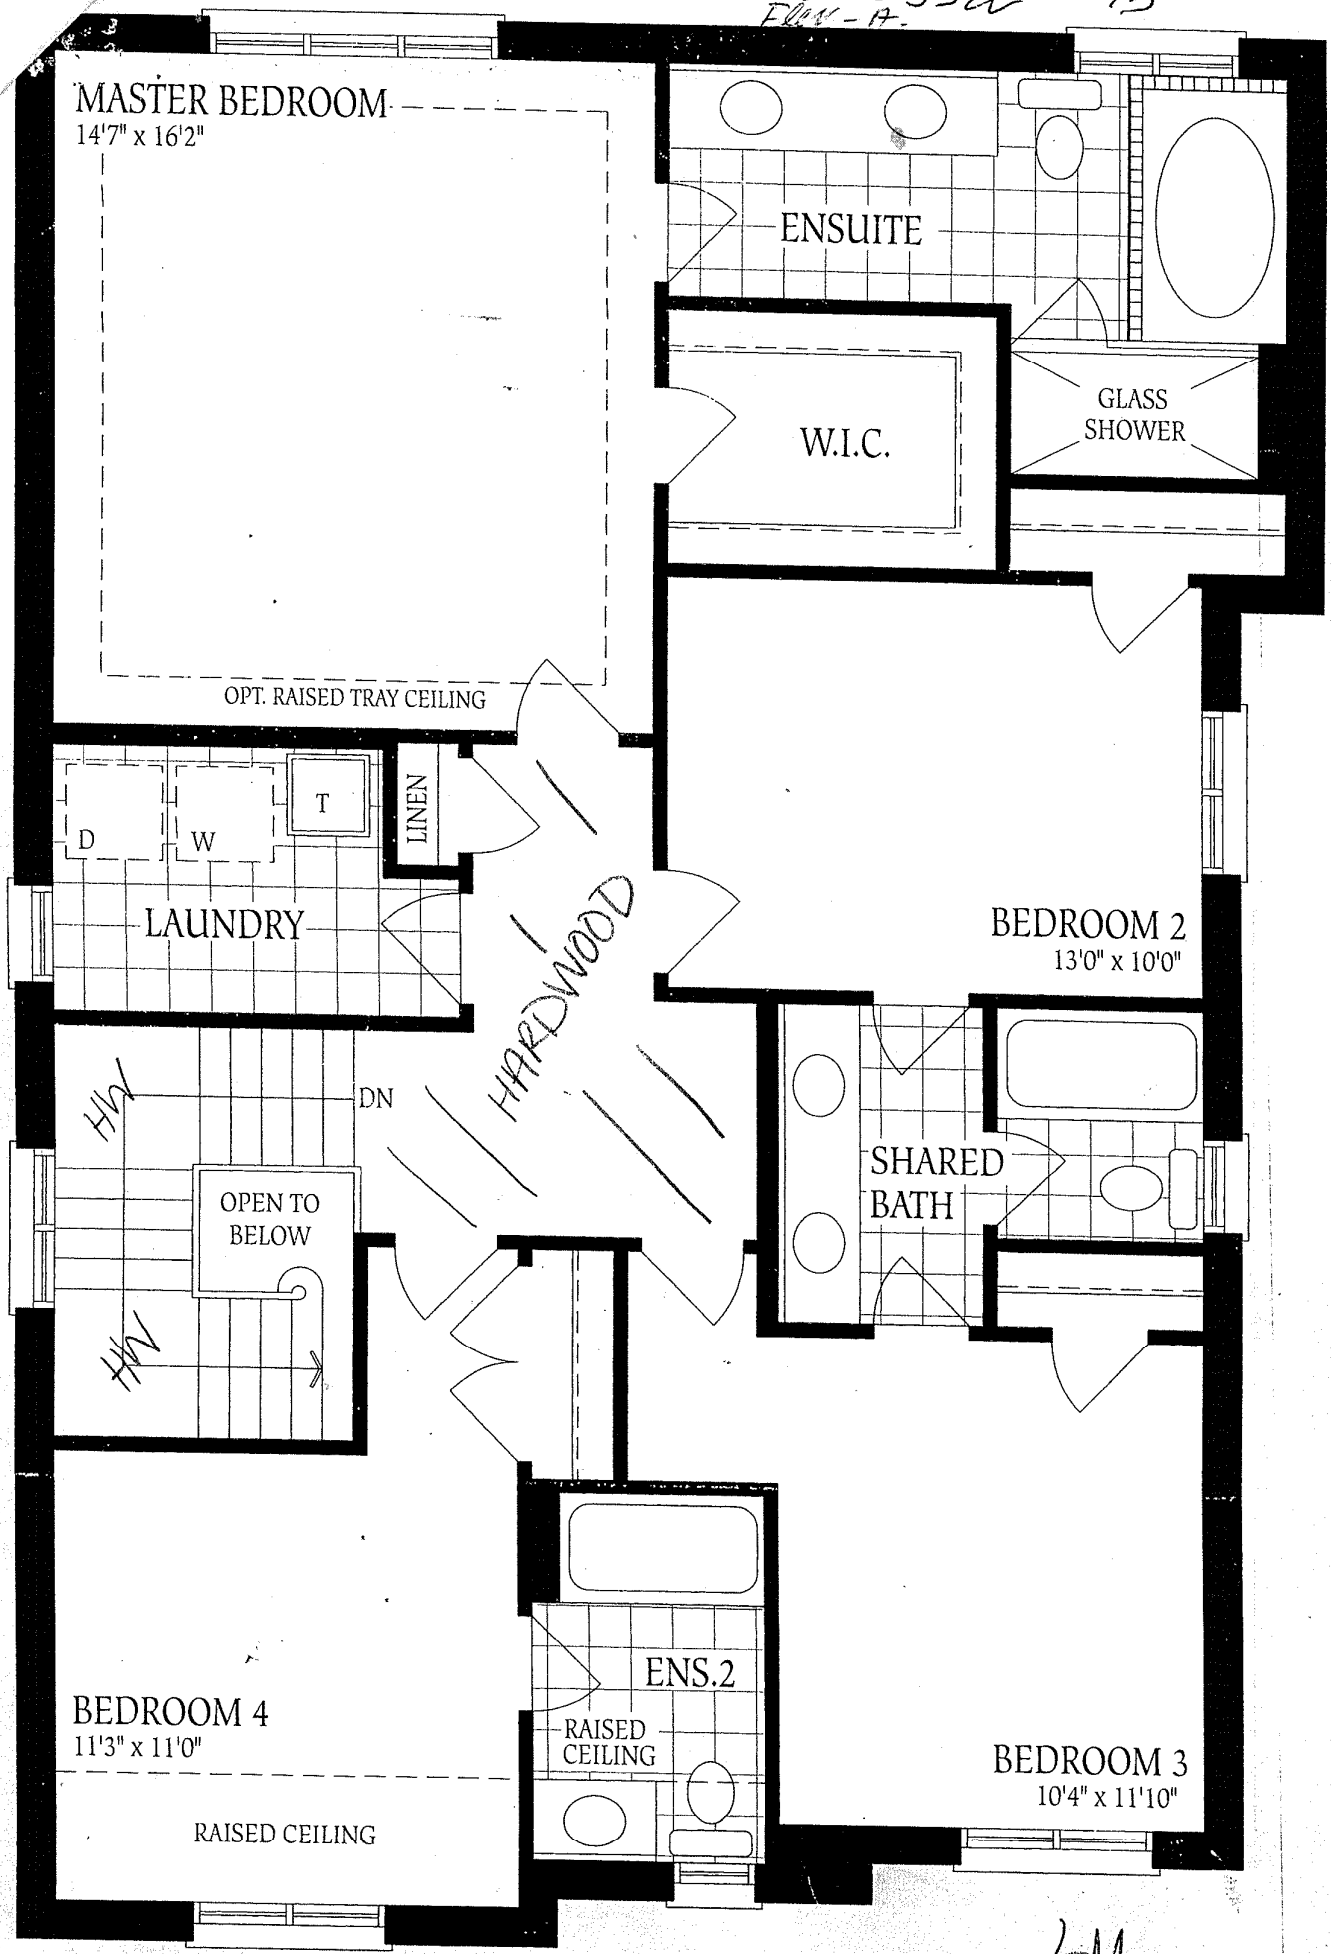 Elev - A.
MASTER BEDROOM
14'7" x 16'2"
ENSUITE
GLASS
SHOWER
W.I.C.
OPT. RAISED TRAY CEILING
LINEN
T
D
W
LAUNDRY
HARDWOOD
BEDROOM 2
13'0" x 10'0"
HW
DN
OPEN TO
BELOW
SHARED
BATH
HW
ENS.2
RAISED
CEILING
BEDROOM 4
11'3" x 11'0"
RAISED CEILING
BEDROOM 3
10'4" x 11'10"